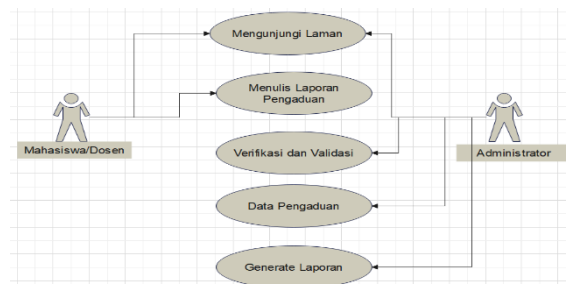 Mengunjungi Laman
Menulis Laporan
Pengaduan
Mahasiswa/Dosen
Verifikasi dan Validasi
Administrator
Data Pengaduan
Generate Laporan